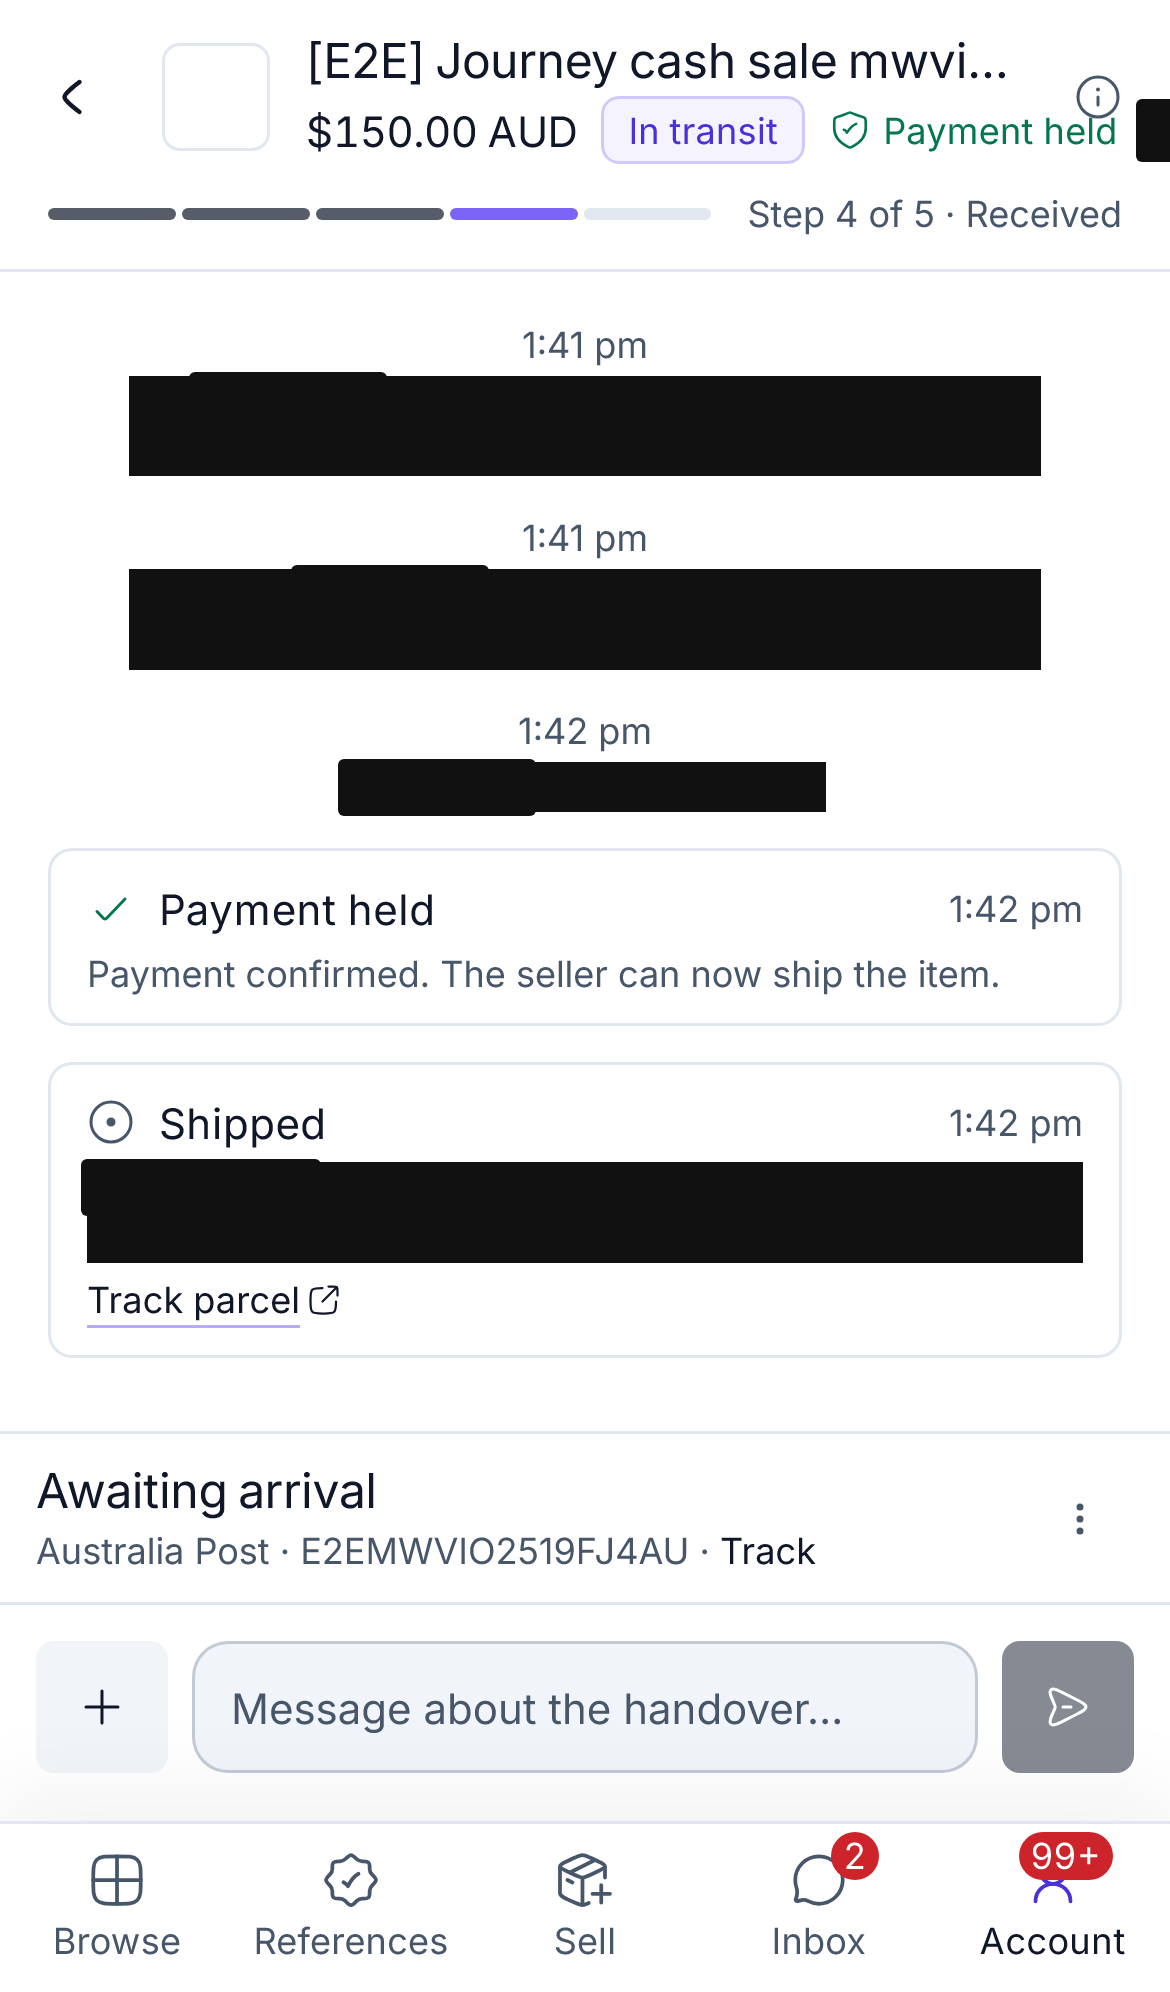 [E2E] Journey cash sale mwvi...
$150.00 AUD In transit Payment held
Step 4 of 5 · Received
1:41 pm
1:41 pm
1:42 pm
Payment held 1:42 pm
Payment confirmed. The seller can now ship the item.
Shipped 1:42 pm
Track parcel
Awaiting arrival
Australia Post · E2EMWVIO2519FJ4AU · Track
Message about the handover...
2
99+
Browse References Sell Inbox Account